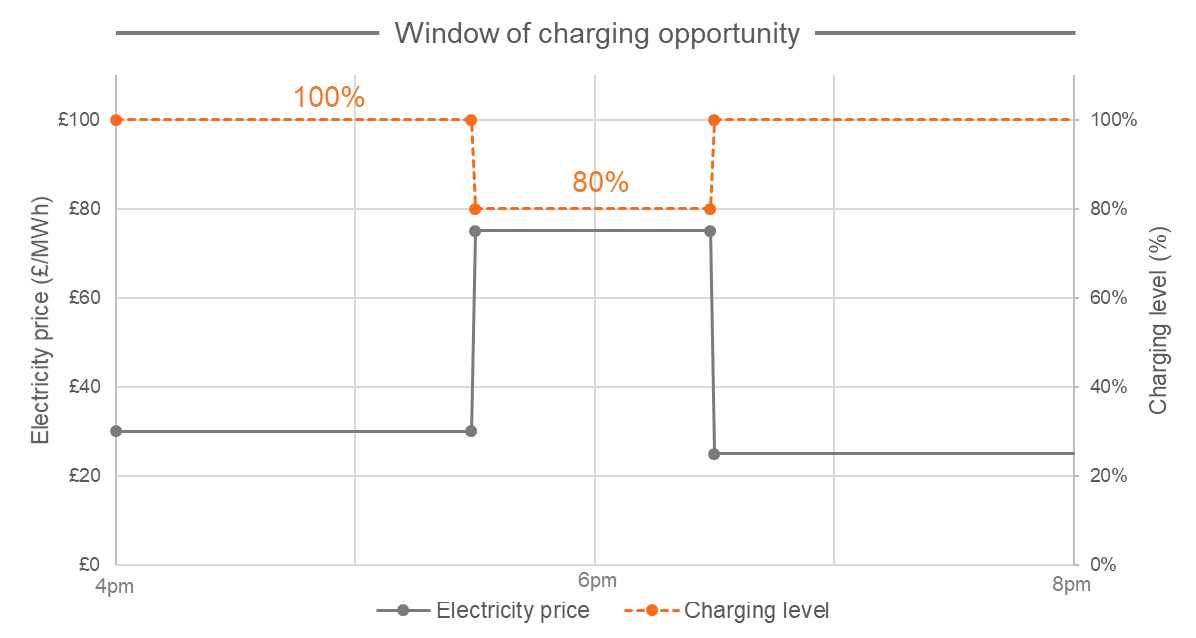 Window of charging opportunity
100%
80%
£100
£80
£60
£40
£20
£0
Electricity price (£/MWh)
100%
80%
60%
40%
20%
0%
Charging level (%)
4pm
6pm
8pm
Electricity price
Charging level